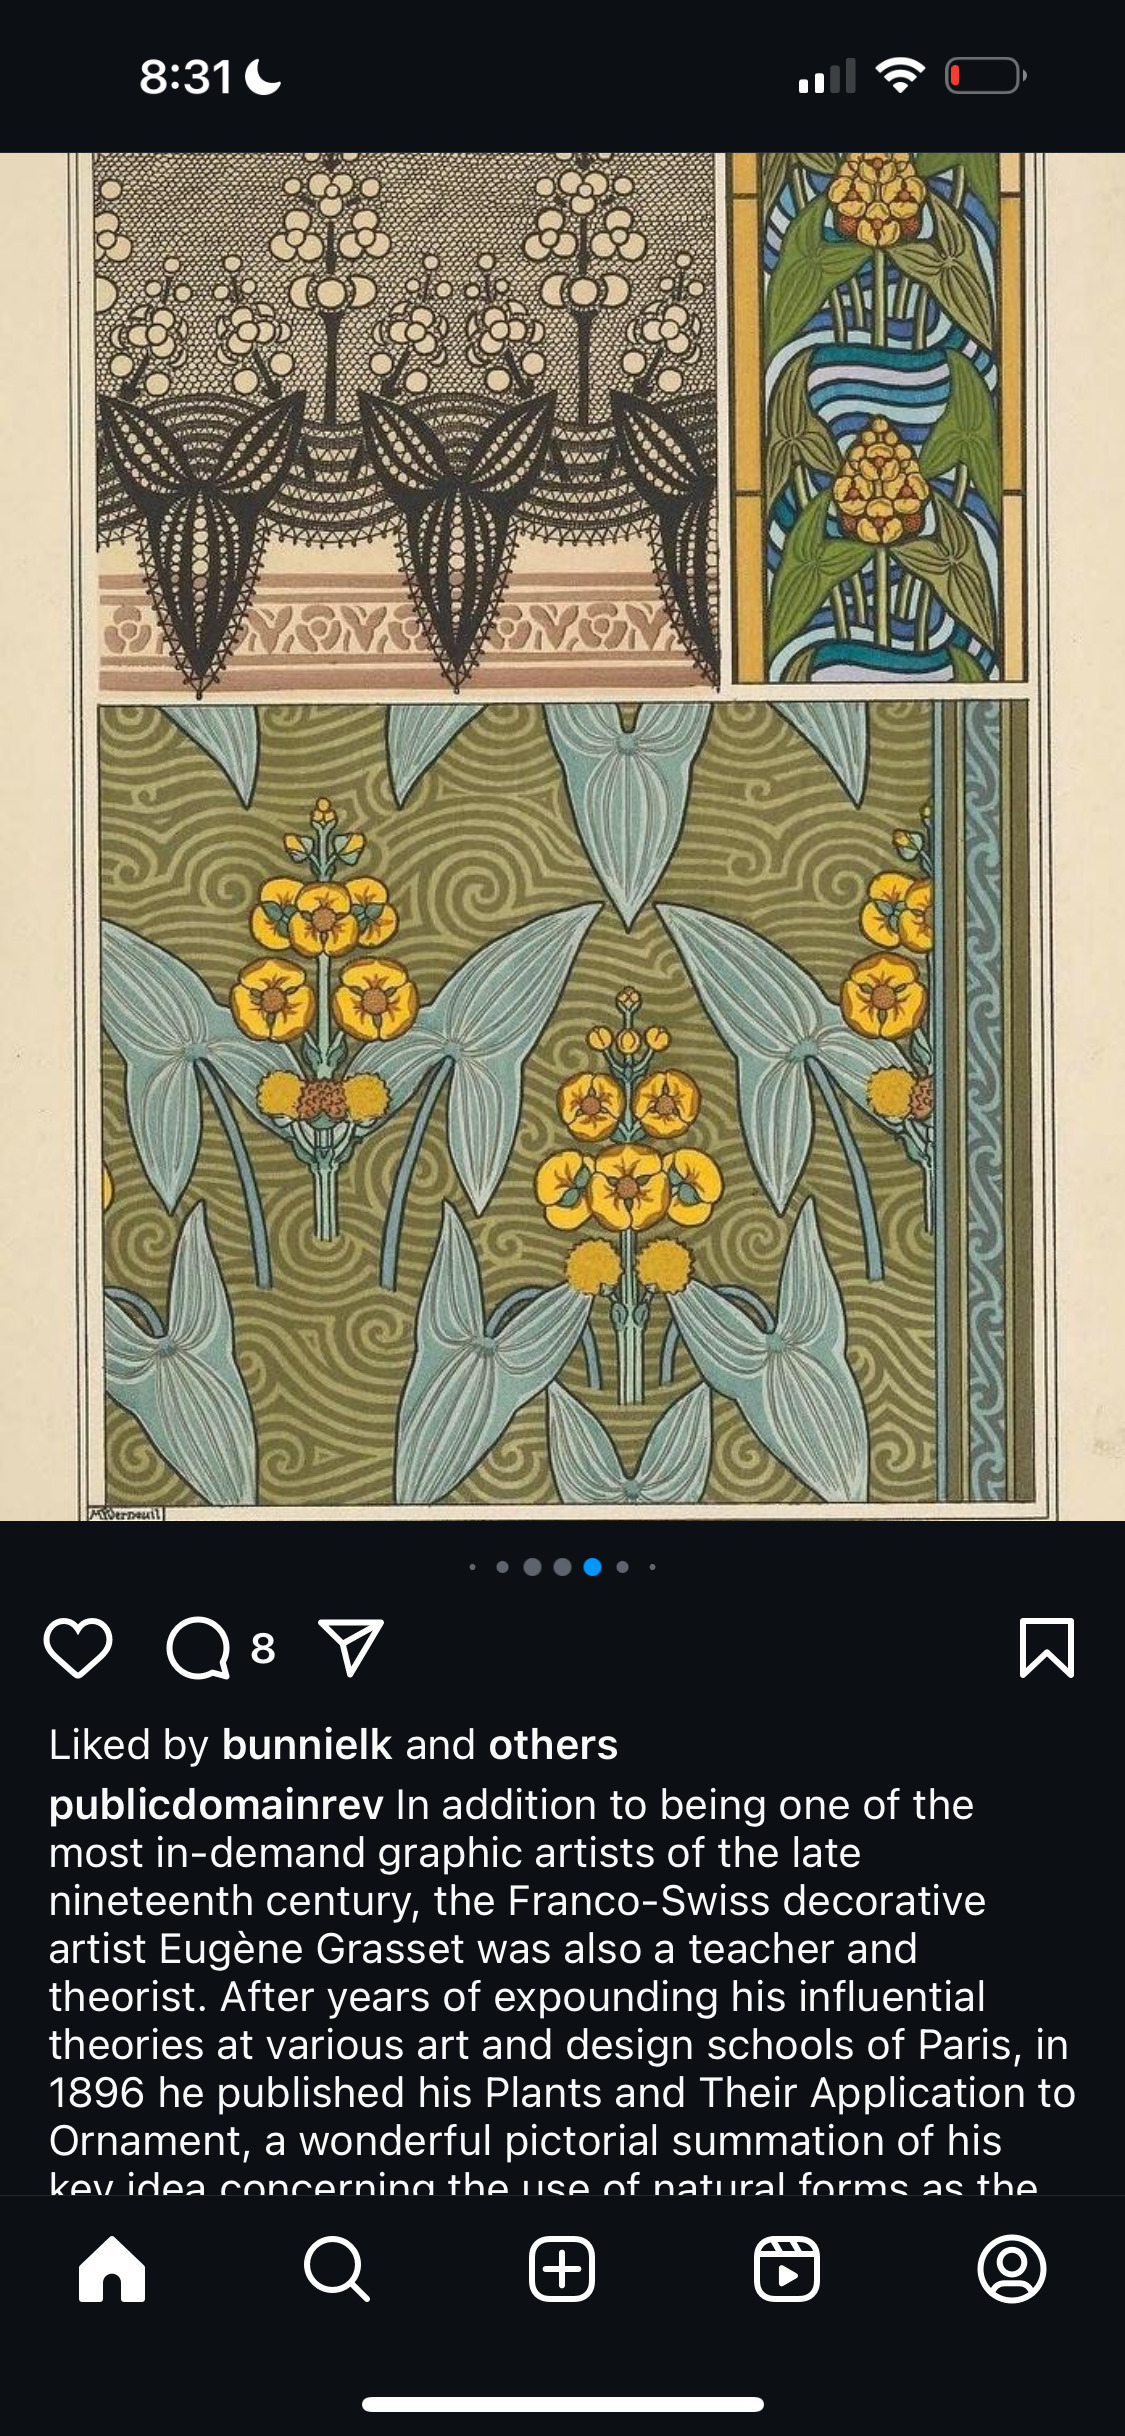 8:31
M.P.Verneuil
8
Liked by bunnielk and others
publicdomainrev In addition to being one of the
most in-demand graphic artists of the late
nineteenth century, the Franco-Swiss decorative
artist Eugène Grasset was also a teacher and
theorist. After years of expounding his influential
theories at various art and design schools of Paris, in
1896 he published his Plants and Their Application to
Ornament, a wonderful pictorial summation of his
key idea concerning the use of natural forms as the